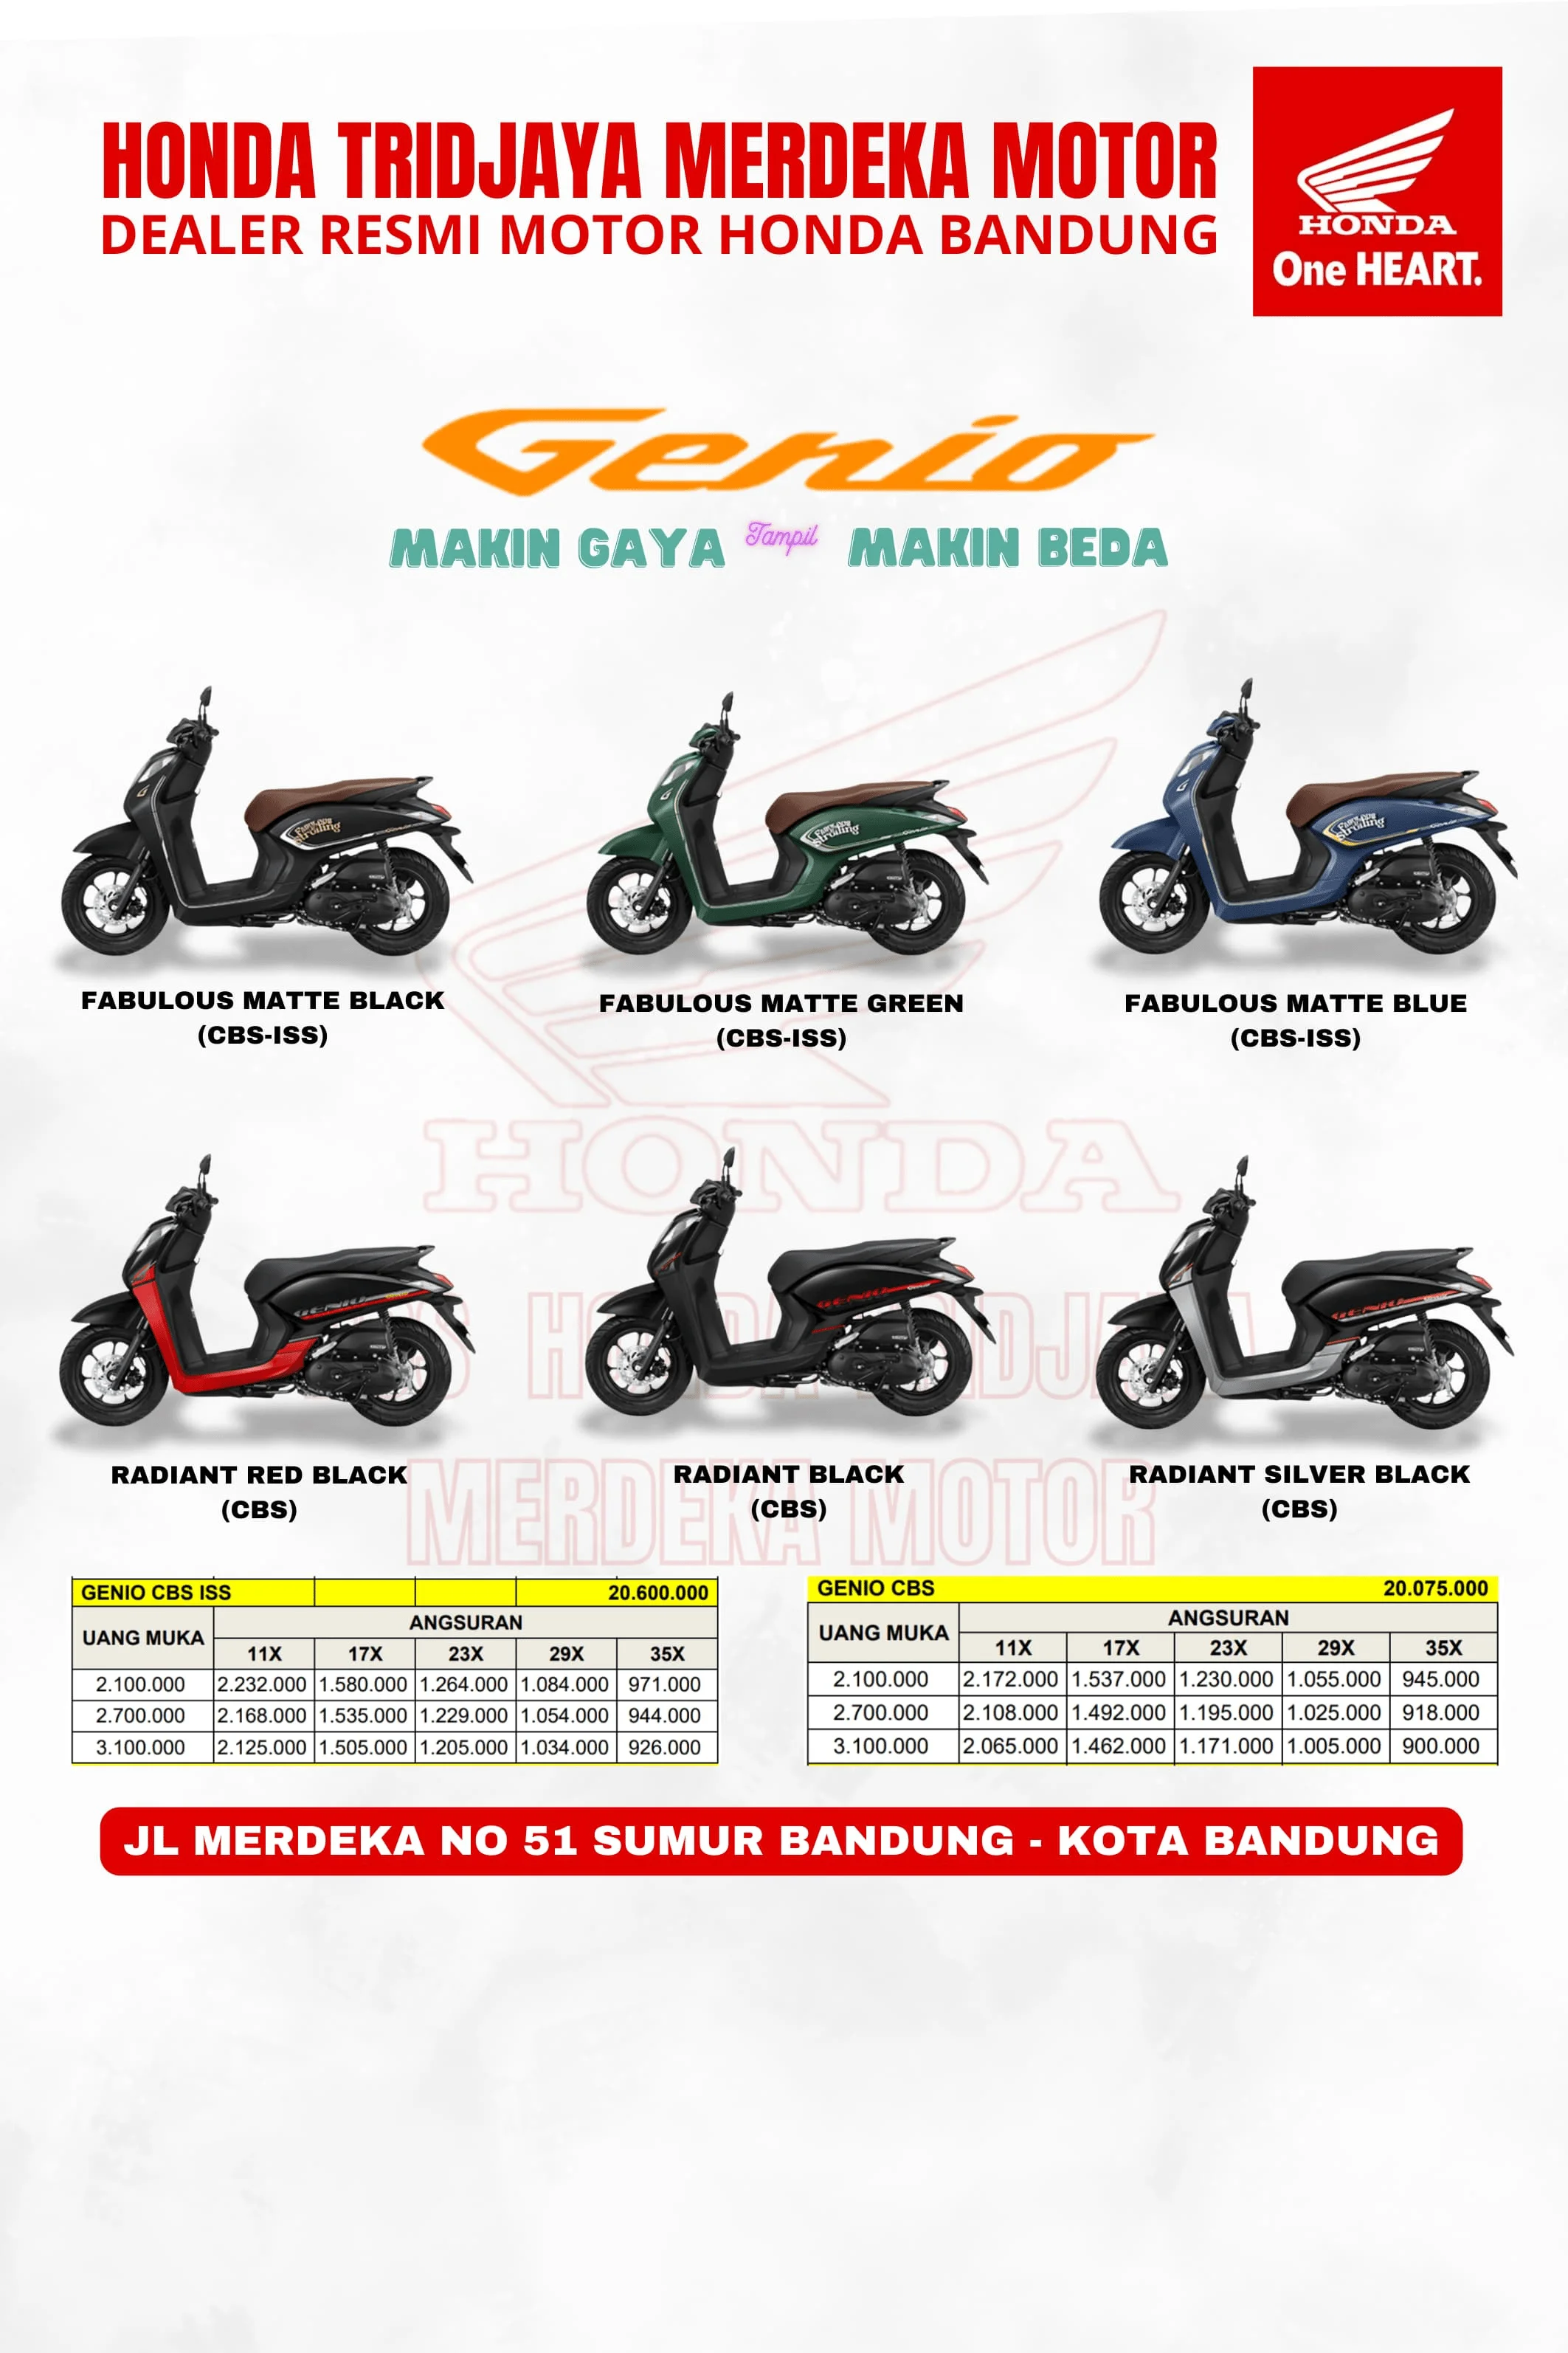 HONDA TRIDJAYA MERDEKA MOTOR
DEALER RESMI MOTOR HONDA BANDUNG
HONDA
One HEART.
Genio
MAKIN GAYA Tampil MAKIN BEDA
FABULOUS MATTE BLACK
(CBS-ISS)
FABULOUS MATTE GREEN
(CBS-ISS)
FABULOUS MATTE BLUE
(CBS-ISS)
HONDA
HONDA TRIDJAYA
MERDEKA MOTOR
RADIANT RED BLACK
(CBS)
RADIANT BLACK
(CBS)
RADIANT SILVER BLACK
(CBS)
GENIO CBS ISS 20.600.000
UANG MUKA ANGSURAN
11X 17X 23X 29X 35X
2.100.000 2.232.000 1.580.000 1.264.000 1.084.000 971.000
2.700.000 2.168.000 1.535.000 1.229.000 1.054.000 944.000
3.100.000 2.125.000 1.505.000 1.205.000 1.034.000 926.000
GENIO CBS 20.075.000
UANG MUKA ANGSURAN
11X 17X 23X 29X 35X
2.100.000 2.172.000 1.537.000 1.230.000 1.055.000 945.000
2.700.000 2.108.000 1.492.000 1.195.000 1.025.000 918.000
3.100.000 2.065.000 1.462.000 1.171.000 1.005.000 900.000
JL MERDEKA NO 51 SUMUR BANDUNG - KOTA BANDUNG